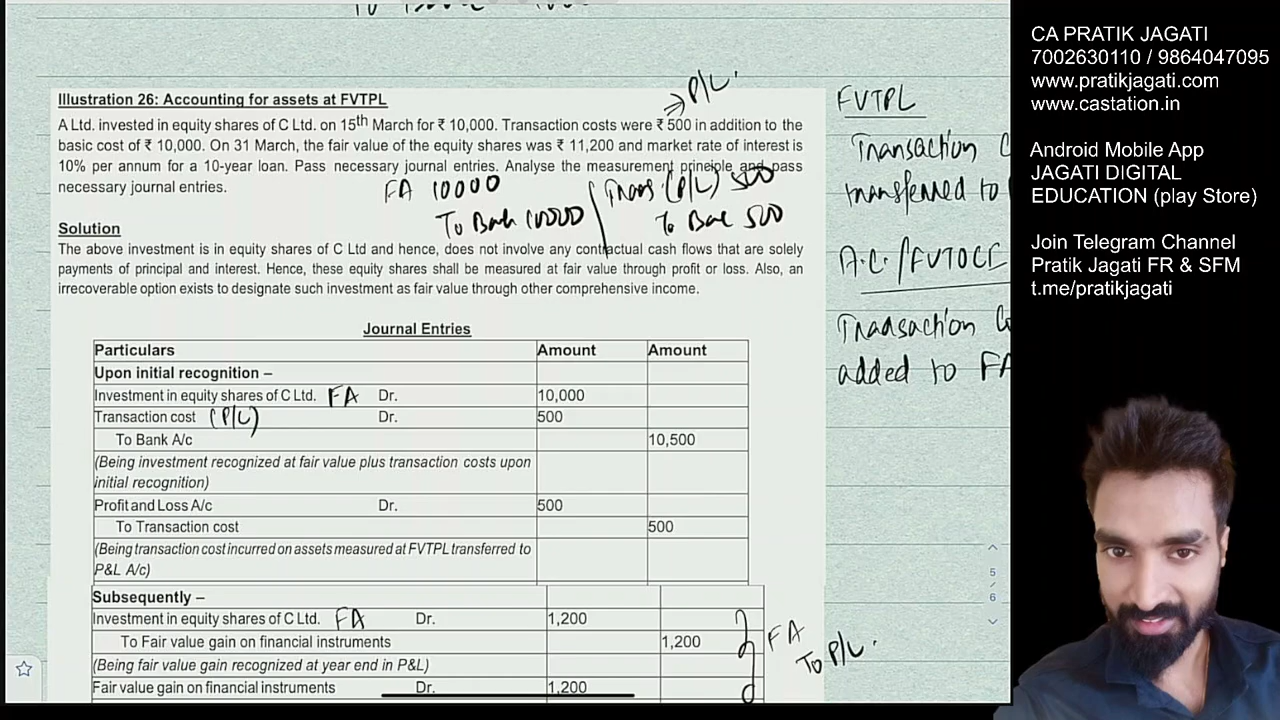 To
CA PRATIK JAGATI
7002630110 / 9864047095
www.pratikjagati.com
www.castation.in
Android Mobile App
JAGATI DIGITAL
EDUCATION (play Store)
Join Telegram Channel
Pratik Jagati FR & SFM
t.me/pratikjagati
⇒ P/L.
Illustration 26: Accounting for assets at FVTPL
A Ltd. invested in equity shares of C Ltd. on 15th March for ₹ 10,000. Transaction costs were ₹ 500 in addition to the
basic cost of ₹ 10,000. On 31 March, the fair value of the equity shares was ₹ 11,200 and market rate of interest is
10% per annum for a 10-year loan. Pass necessary journal entries. Analyse the measurement principle and pass
necessary journal entries.
FA 10000
To Bank 10000
Trans. (P/L) 500
To Bank 500
Solution
The above investment is in equity shares of C Ltd and hence, does not involve any contractual cash flows that are solely
payments of principal and interest. Hence, these equity shares shall be measured at fair value through profit or loss. Also, an
irrecoverable option exists to designate such investment as fair value through other comprehensive income.
FVTPL
Transaction C
transferred to
A.C./FVTOCI
Transaction Co
added to FA
Journal Entries
Particulars Amount Amount
Upon initial recognition –
Investment in equity shares of C Ltd. FA Dr. 10,000
Transaction cost (P/L) Dr. 500
To Bank A/c 10,500
(Being investment recognized at fair value plus transaction costs upon
initial recognition)
Profit and Loss A/c Dr. 500
To Transaction cost 500
(Being transaction cost incurred on assets measured at FVTPL transferred to
P&L A/c)
Subsequently –
Investment in equity shares of C Ltd. FA Dr. 1,200
To Fair value gain on financial instruments 1,200
(Being fair value gain recognized at year end in P&L)
Fair value gain on financial instruments Dr. 1,200
FA
To P/L.
5
/
6